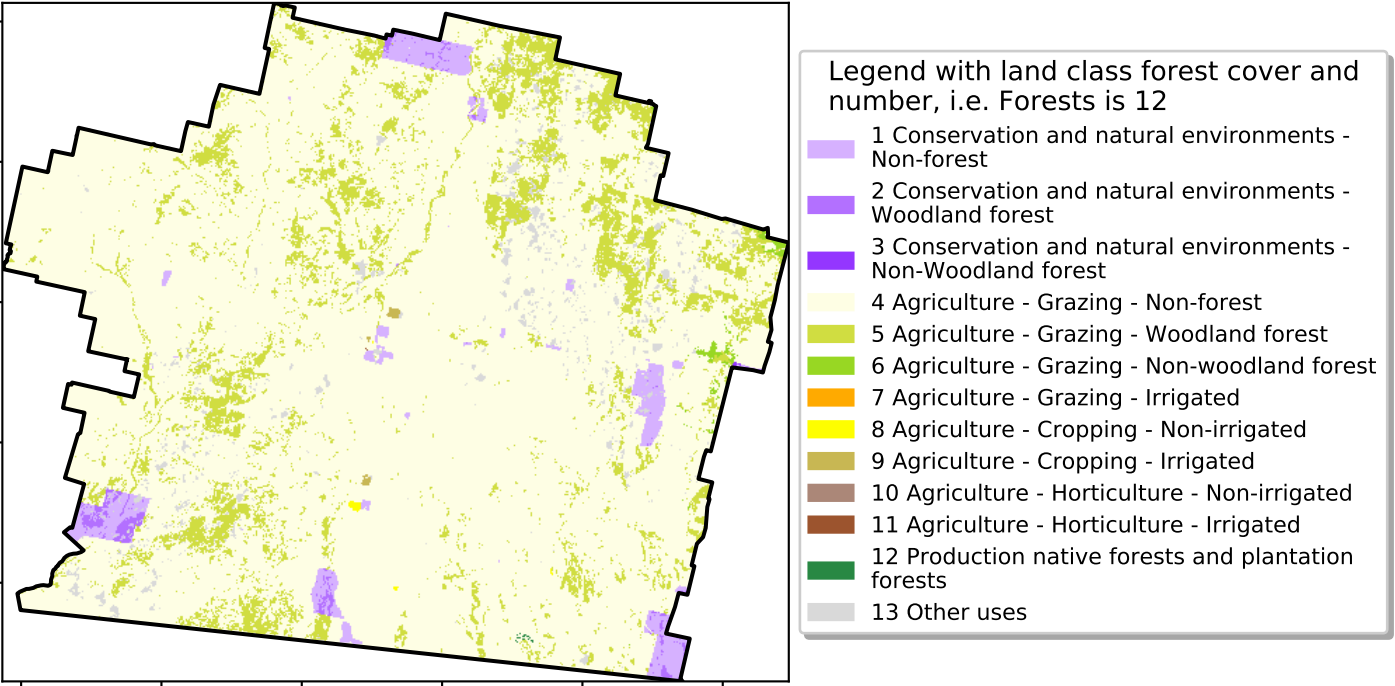 Legend with land class forest cover and
number, i.e. Forests is 12
1 Conservation and natural environments -
Non-forest
2 Conservation and natural environments -
Woodland forest
3 Conservation and natural environments -
Non-Woodland forest
4 Agriculture - Grazing - Non-forest
5 Agriculture - Grazing - Woodland forest
6 Agriculture - Grazing - Non-woodland forest
7 Agriculture - Grazing - Irrigated
8 Agriculture - Cropping - Non-irrigated
9 Agriculture - Cropping - Irrigated
10 Agriculture - Horticulture - Non-irrigated
11 Agriculture - Horticulture - Irrigated
12 Production native forests and plantation
forests
13 Other uses